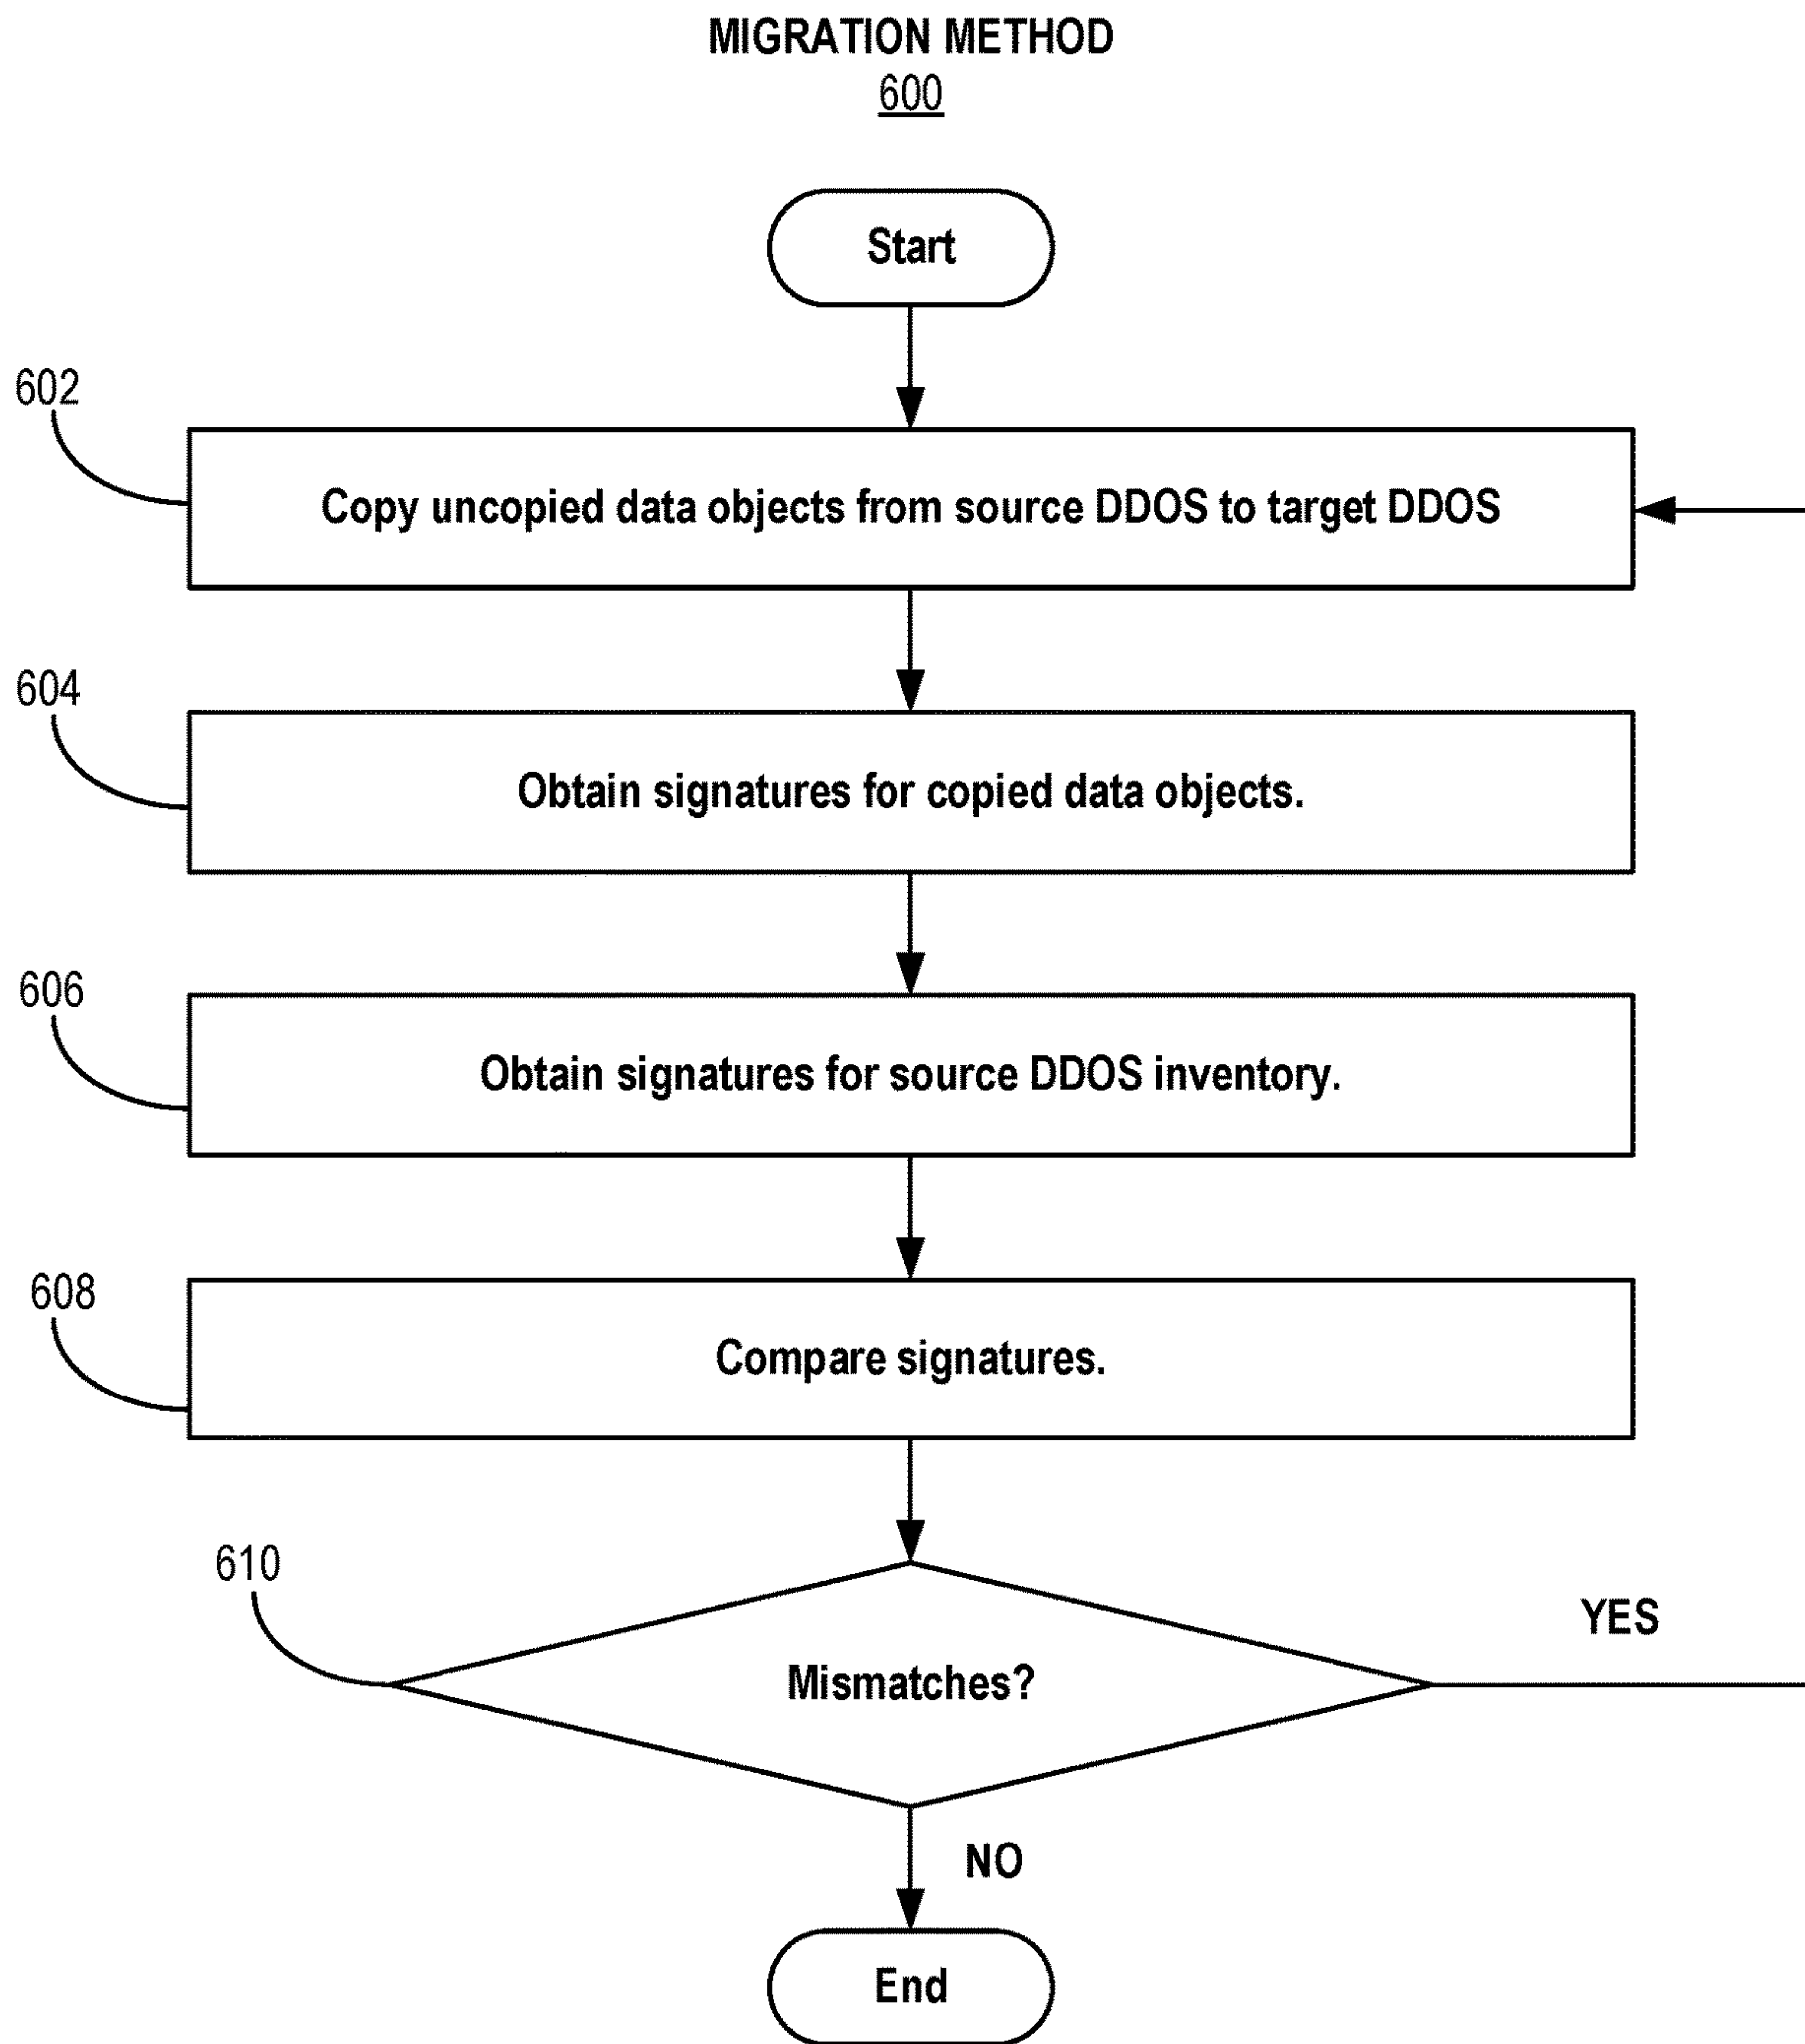 MIGRATION METHOD
600
Start
602
Copy uncopied data objects from source DDOS to target DDOS
604
Obtain signatures for copied data objects.
606
Obtain signatures for source DDOS inventory.
608
Compare signatures.
610
YES
Mismatches?
NO
End